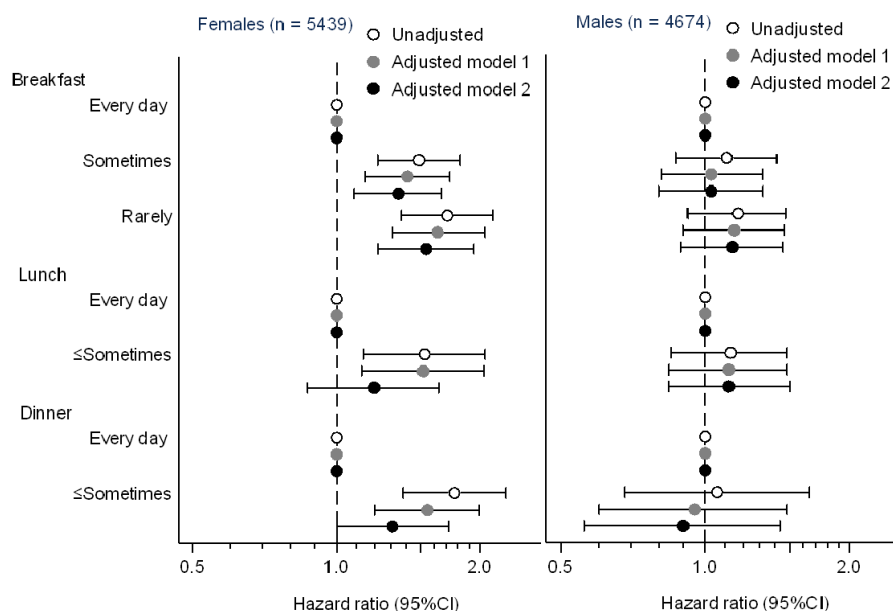 Females (n = 5439)
Unadjusted
Adjusted model 1
Adjusted model 2
Males (n = 4674)
Unadjusted
Adjusted model 1
Adjusted model 2
Breakfast
Every day
Sometimes
Rarely
Lunch
Every day
≤Sometimes
Dinner
Every day
≤Sometimes
0.5 1.0 2.0
0.5 1.0 2.0
Hazard ratio (95%CI)
Hazard ratio (95%CI)